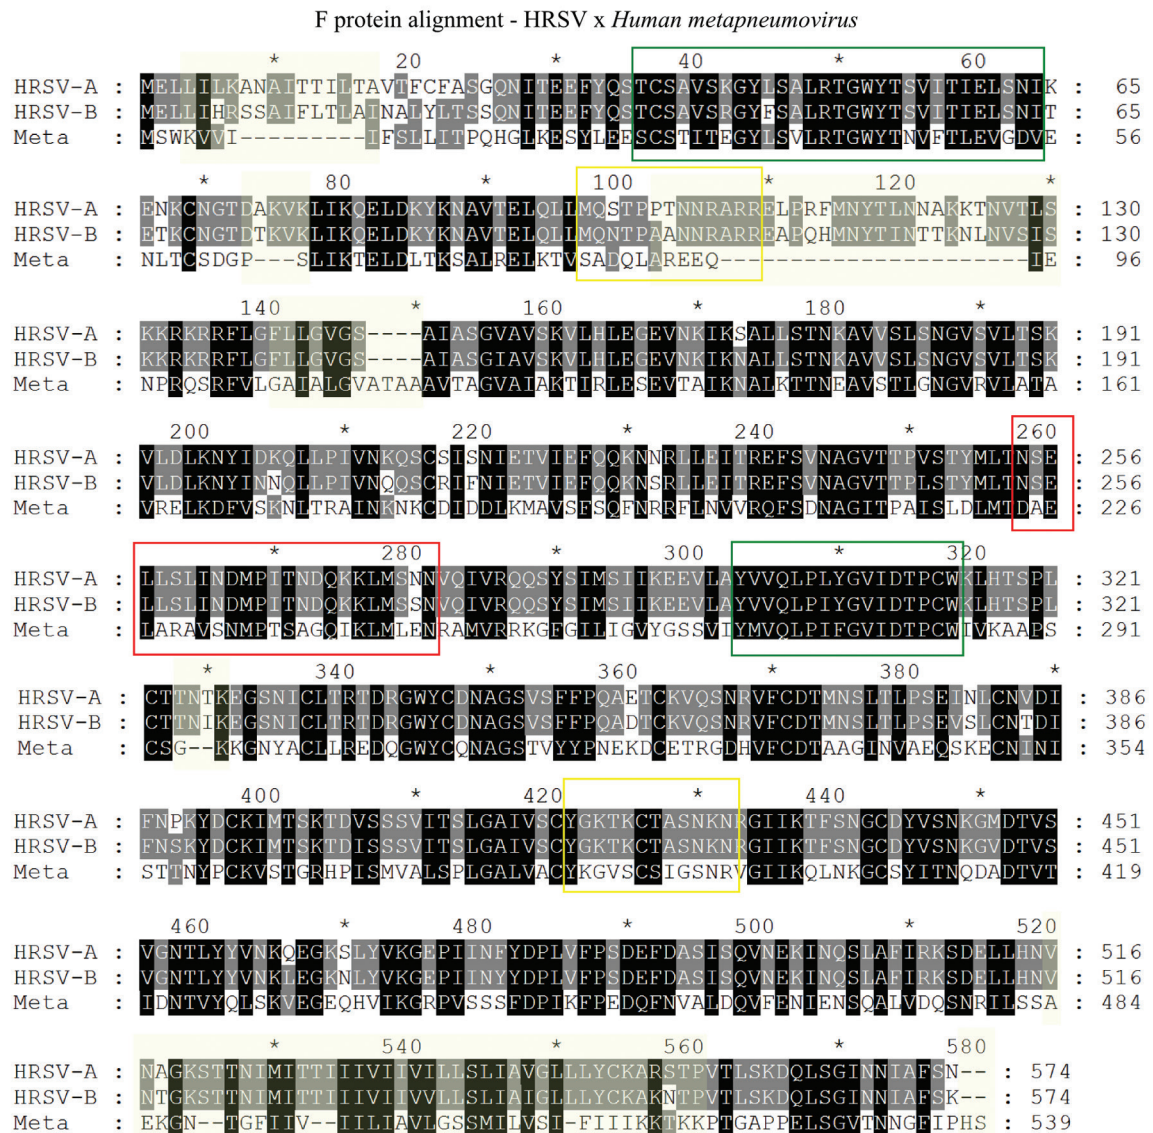 F protein alignment - HRSV x Human metapneumovirus
* 20 * 40 * 60
HRSV-A : MELLILKANAITTILTAVTFCFASGQNITEEFYQSTCSAVSKGYLSALRTGWYTSVITIELSNIK : 65
HRSV-B : MELLIHRSSAIFLTLAINALYLTSSQNITEEFYQSTCSAVSRGYFSALRTGWYTSVITIELSNIT : 65
Meta : MSWKVVI---------IFSLLITPQHGLKESYLEESCSTITEGYLSVLRTGWYTNVFTLEVGDVE : 56
* 80 * 100 * 120 *
HRSV-A : ENKCNGTDAKVKLIKQELDKYKNAVTELQLLMQSTPPTNNRARRELPRFMNYTLNNAKKTNVTLS : 130
HRSV-B : ETKCNGTDTKVKLIKQELDKYKNAVTELQLLMQNTPAANNRARREAPQHMNYTINTTKNLNVSIS : 130
Meta : NLTCSDGP---SLIKTELDLTKSALRELKTVSADQLAREEQ----------------------IE : 96
140 * 160 * 180 *
HRSV-A : KKRKRRFLGFLLGVGS----AIASGVAVSKVLHLEGEVNKIKSALLSTNKAVVSLSNGVSVLTSK : 191
HRSV-B : KKRKRRFLGFLLGVGS----AIASGIAVSKVLHLEGEVNKIKNALLSTNKAVVSLSNGVSVLTSK : 191
Meta : NPRQSRFVLGAIALGVATAAAVTAGVAIAKTIRLESEVTAIKNALKTTNEAVSTLGNGVRVLATA : 161
200 * 220 * 240 * 260
HRSV-A : VLDLKNYIDKQLLPIVNKQSCSISNIETVIEFQQKNNRLLEITREFSVNAGVTTPVSTYMLTNSE : 256
HRSV-B : VLDLKNYINNQLLPIVNQQSCRIFNIETVIEFQQKNSRLLEITREFSVNAGVTTPLSTYMLTNSE : 256
Meta : VRELKDFVSKNLTRAINKNKCDIDDLKMAVSFSQFNRRFLNVVRQFSDNAGITPAISLDLMTDAE : 226
* 280 * 300 * 320
HRSV-A : LLSLINDMPITNDQKKLMSNNVQIVRQQSYSIMSIIKEEVLAYVVQLPLYGVIDTPCWKLHTSPL : 321
HRSV-B : LLSLINDMPITNDQKKLMSSNVQIVRQQSYSIMSIIKEEVLAYVVQLPIYGVIDTPCWKLHTSPL : 321
Meta : LARAVSNMPTSAGQIKLMLENRAMVRRKGFGILIGVYGSSVIYMVQLPIFGVIDTPCWIVKAAPS : 291
* 340 * 360 * 380 *
HRSV-A : CTTNTKEGSNICLTRTDRGWYCDNAGSVSFFPQAETCKVQSNRVFCDTMNSLTLPSEINLCNVDI : 386
HRSV-B : CTTNIKEGSNICLTRTDRGWYCDNAGSVSFFPQADTCKVQSNRVFCDTMNSLTLPSEVSLCNTDI : 386
Meta : CSG--KKGNYACLLREDQGWYCQNAGSTVYYPNEKDCETRGDHVFCDTAAGINVAEQSKECNINI : 354
400 * 420 * 440 *
HRSV-A : FNPKYDCKIMTSKTDVSSSVITSLGAIVSCYGKTKCTASNKNRGIIKTFSNGCDYVSNKGMDTVS : 451
HRSV-B : FNSKYDCKIMTSKTDISSSVITSLGAIVSCYGKTKCTASNKNRGIIKTFSNGCDYVSNKGVDTVS : 451
Meta : STTNYPCKVSTGRHPISMVALSPLGALVACYKGVSCSIGSNRVGIIKQLNKGCSYITNQDADTVT : 419
460 * 480 * 500 * 520
HRSV-A : VGNTLYYVNKQEGKSLYVKGEPIINFYDPLVFPSDEFDASISQVNEKINQSLAFIRKSDELLHNV : 516
HRSV-B : VGNTLYYVNKLEGKNLYVKGEPIINYYDPLVFPSDEFDASISQVNEKINQSLAFIRKSDELLHNV : 516
Meta : IDNTVYQLSKVEGEQHVIKGRPVSSSFDPIKFPEDQFNVALDQVFENIENSQALVDQSNRILSSA : 484
* 540 * 560 * 580
HRSV-A : NAGKSTTNIMITTIIIVIIVILLSLIAVGLLLYCKARSTPVTLSKDQLSGINNIAFSN-- : 574
HRSV-B : NTGKSTTNIMITTIIIVIIVVLLSLIAIGLLLYCKAKNTPVTLSKDQLSGINNIAFSK-- : 574
Meta : EKGN--TGFIIV--IILIAVLGSSMILVSI-FIIIKKTKKPTGAPPELSGVTNNGFIPHS : 539